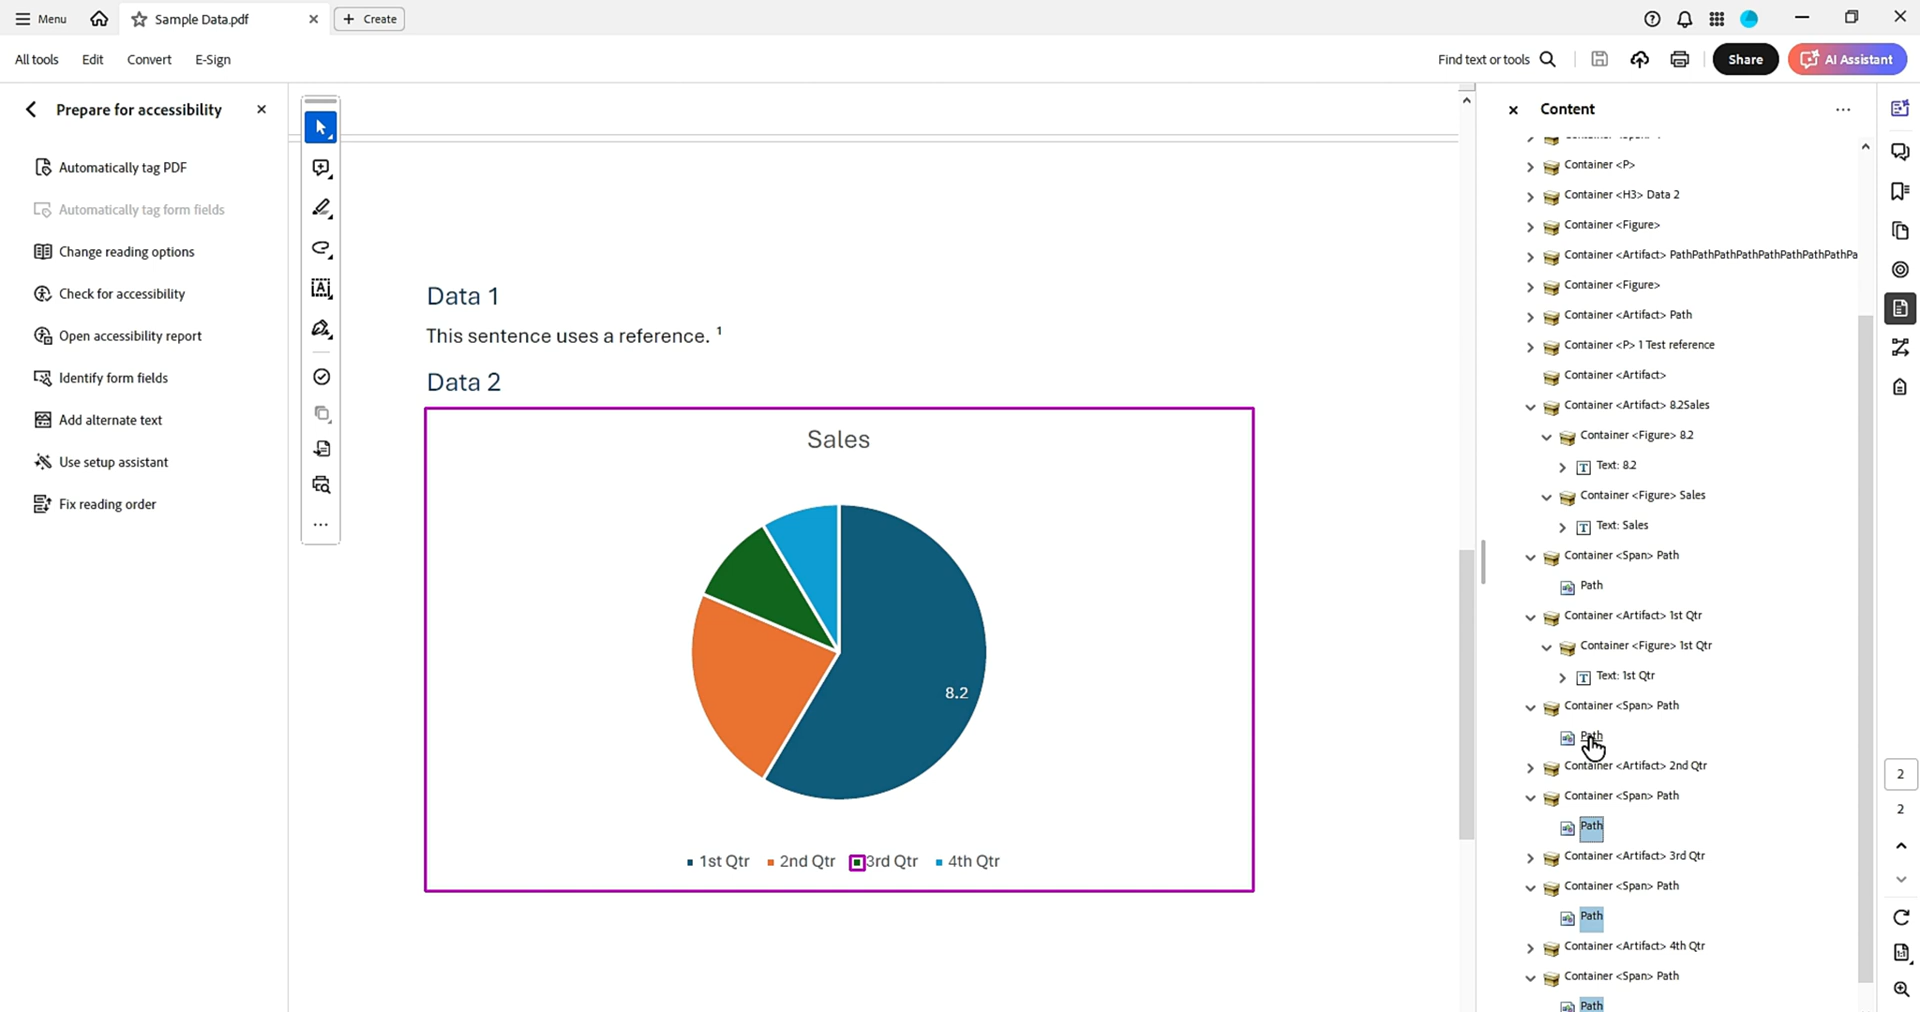 Menu
Sample Data.pdf
Create
All tools
Edit
Convert
E-Sign
Find text or tools
Share
AI Assistant
Prepare for accessibility
Automatically tag PDF
Automatically tag form fields
Change reading options
Check for accessibility
Open accessibility report
Identify form fields
Add alternate text
Use setup assistant
Fix reading order
Data 1
This sentence uses a reference. 1
Data 2
Sales
8.2
1st Qtr
2nd Qtr
3rd Qtr
4th Qtr
Content
Container <P>
Container <H3> Data 2
Container <Figure>
Container <Artifact> PathPathPathPathPathPathPathPathPa
Container <Figure>
Container <Artifact> Path
Container <P> 1 Test reference
Container <Artifact>
Container <Artifact> 8.2Sales
Container <Figure> 8.2
Text: 8.2
Container <Figure> Sales
Text: Sales
Container <Span> Path
Path
Container <Artifact> 1st Qtr
Container <Figure> 1st Qtr
Text: 1st Qtr
Container <Span> Path
Path
Container <Artifact> 2nd Qtr
Container <Span> Path
Path
Container <Artifact> 3rd Qtr
Container <Span> Path
Path
Container <Artifact> 4th Qtr
Container <Span> Path
Path
2
2